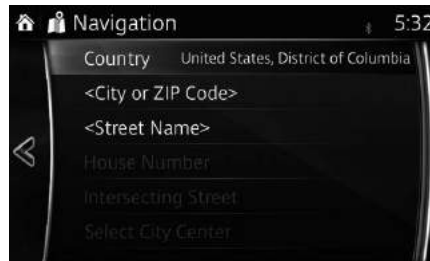 Navigation 5:32
Country United States, District of Columbia
<City or ZIP Code>
<Street Name>
House Number
Intersecting Street
Select City Center